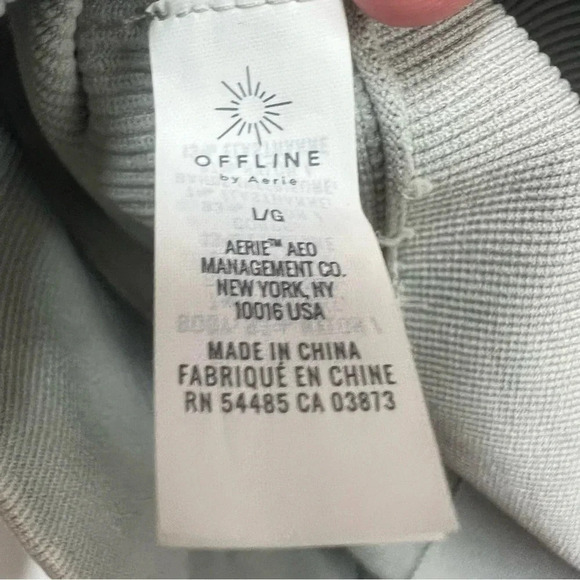 OFFLINE
by Aerie
L/G
AERIE™ AEO
MANAGEMENT CO.
NEW YORK, NY
10016 USA
MADE IN CHINA
FABRIQUÉ EN CHINE
RN 54485 CA 03873